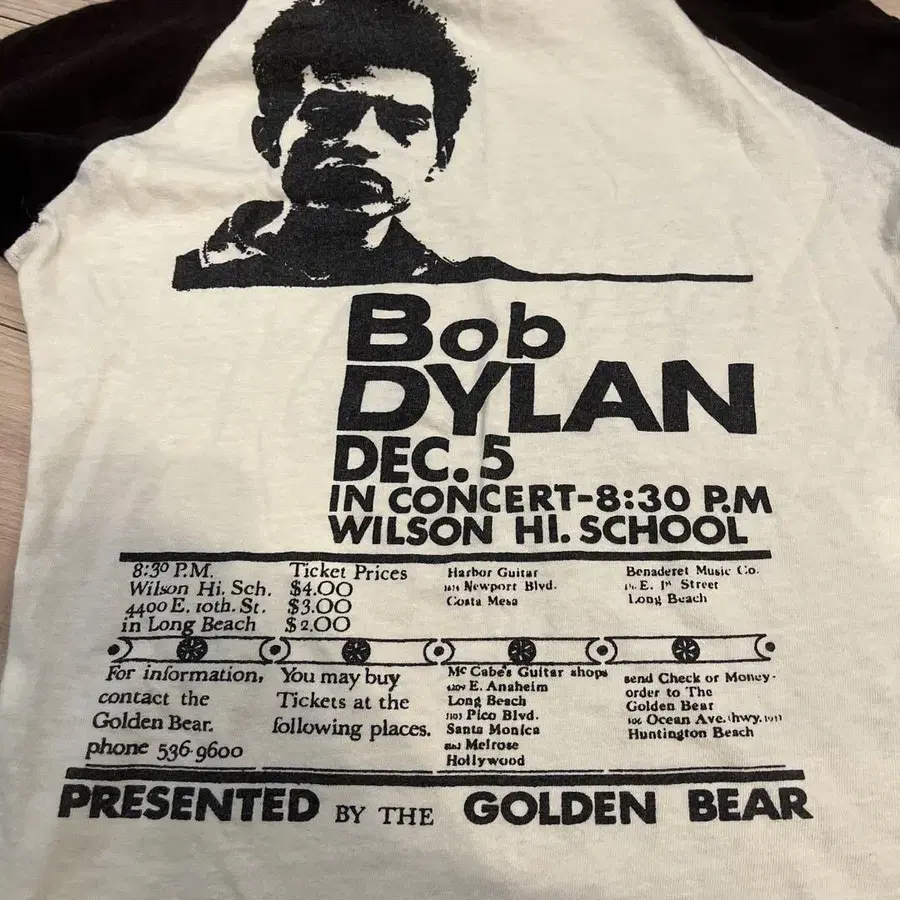 Bob
DYLAN
DEC. 5
IN CONCERT-8:30 P.M
WILSON HI. SCHOOL
8:30 P.M.
Wilson Hi. Sch.
4400 E. 10th. St.
in Long Beach
Ticket Prices
$4.00
$3.00
$2.00
Harbor Guitar
Newport Blvd.
Costa Mesa
Benaderet Music Co.
E. 1st Street
Long Beach
For information,
contact the
Golden Bear.
phone 536-9600
You may buy
Tickets at the
following places.
McCabe's Guitar shops
E. Anaheim
Long Beach
Pico Blvd.
Santa Monica
Melrose
Hollywood
send Check or Money-
order to The
Golden Bear
Ocean Ave. (hwy.
Huntington Beach
PRESENTED BY THE GOLDEN BEAR